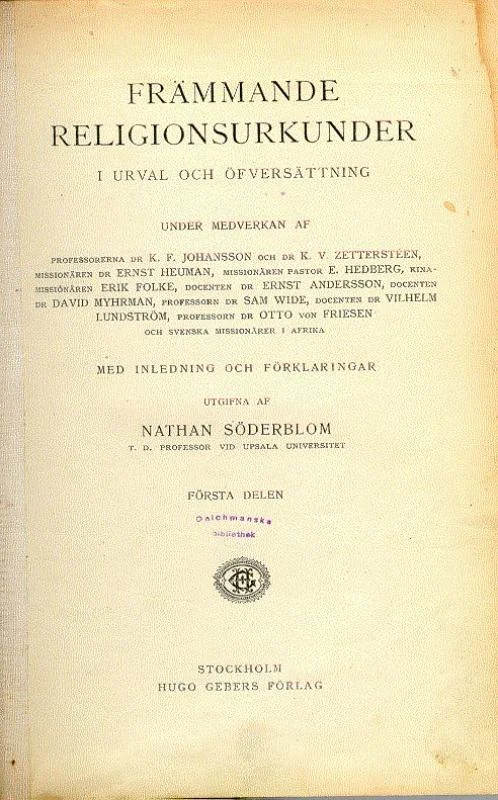 FRÄMMANDE
RELIGIONSURKUNDER
I URVAL OCH ÖFVERSÄTTNING
UNDER MEDVERKAN AF
PROFESSORERNA DR K. F. JOHANSSON OCH DR K. V. ZETTERSTÉEN,
MISSIONÄREN DR ERNST HEUMAN, MISSIONÄREN PASTOR E. HEDBERG, KINA-
MISSIONÄREN ERIK FOLKE, DOCENTEN DR ERNST ANDERSSON, DOCENTEN
DR DAVID MYHRMAN, PROFESSORN DR SAM WIDE, DOCENTEN DR VILHELM
LUNDSTRÖM, PROFESSORN DR OTTO VON FRIESEN
OCH SVENSKA MISSIONÄRER I AFRIKA
MED INLEDNING OCH FÖRKLARINGAR
UTGIFNA AF
NATHAN SÖDERBLOM
T. D. PROFESSOR VID UPSALA UNIVERSITET
FÖRSTA DELEN
Dalchmanska
bibliothek
STOCKHOLM
HUGO GEBERS FÖRLAG